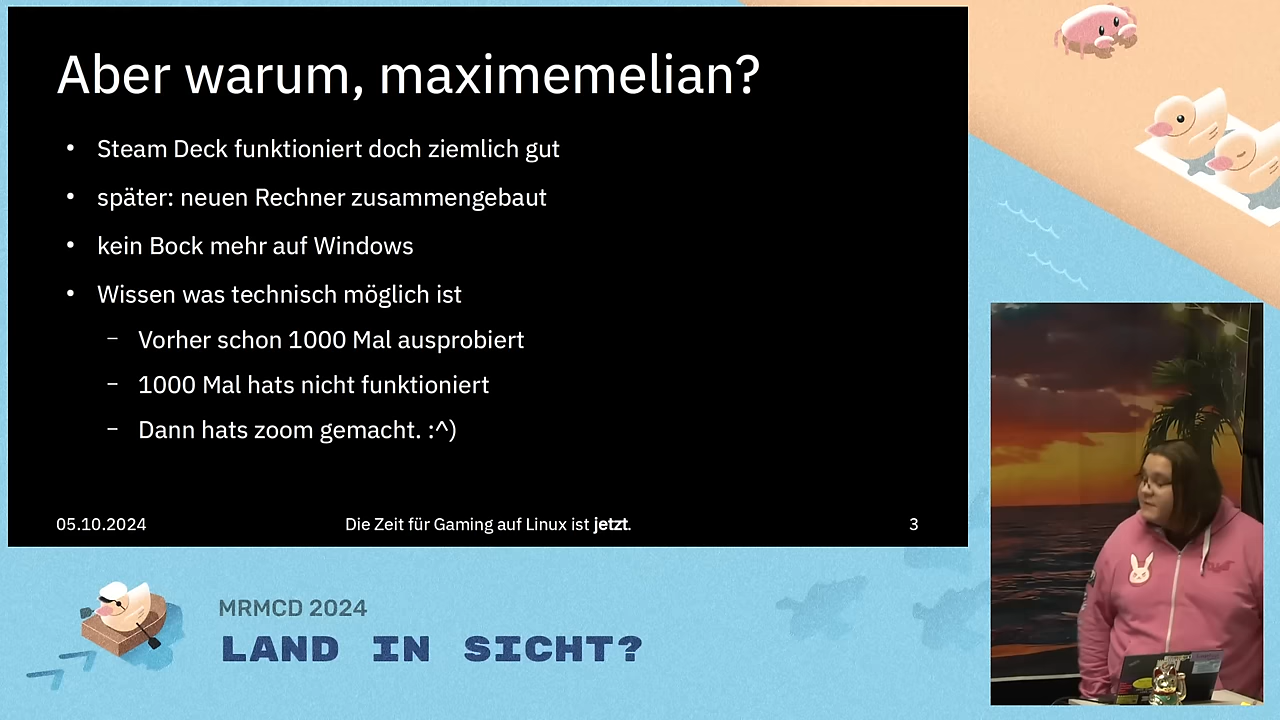 Aber warum, maximemelian?
• Steam Deck funktioniert doch ziemlich gut
• später: neuen Rechner zusammengebaut
• kein Bock mehr auf Windows
• Wissen was technisch möglich ist
– Vorher schon 1000 Mal ausprobiert
– 1000 Mal hats nicht funktioniert
– Dann hats zoom gemacht. :^)
05.10.2024 Die Zeit für Gaming auf Linux ist jetzt. 3
MRMCD 2024
LAND IN SICHT?